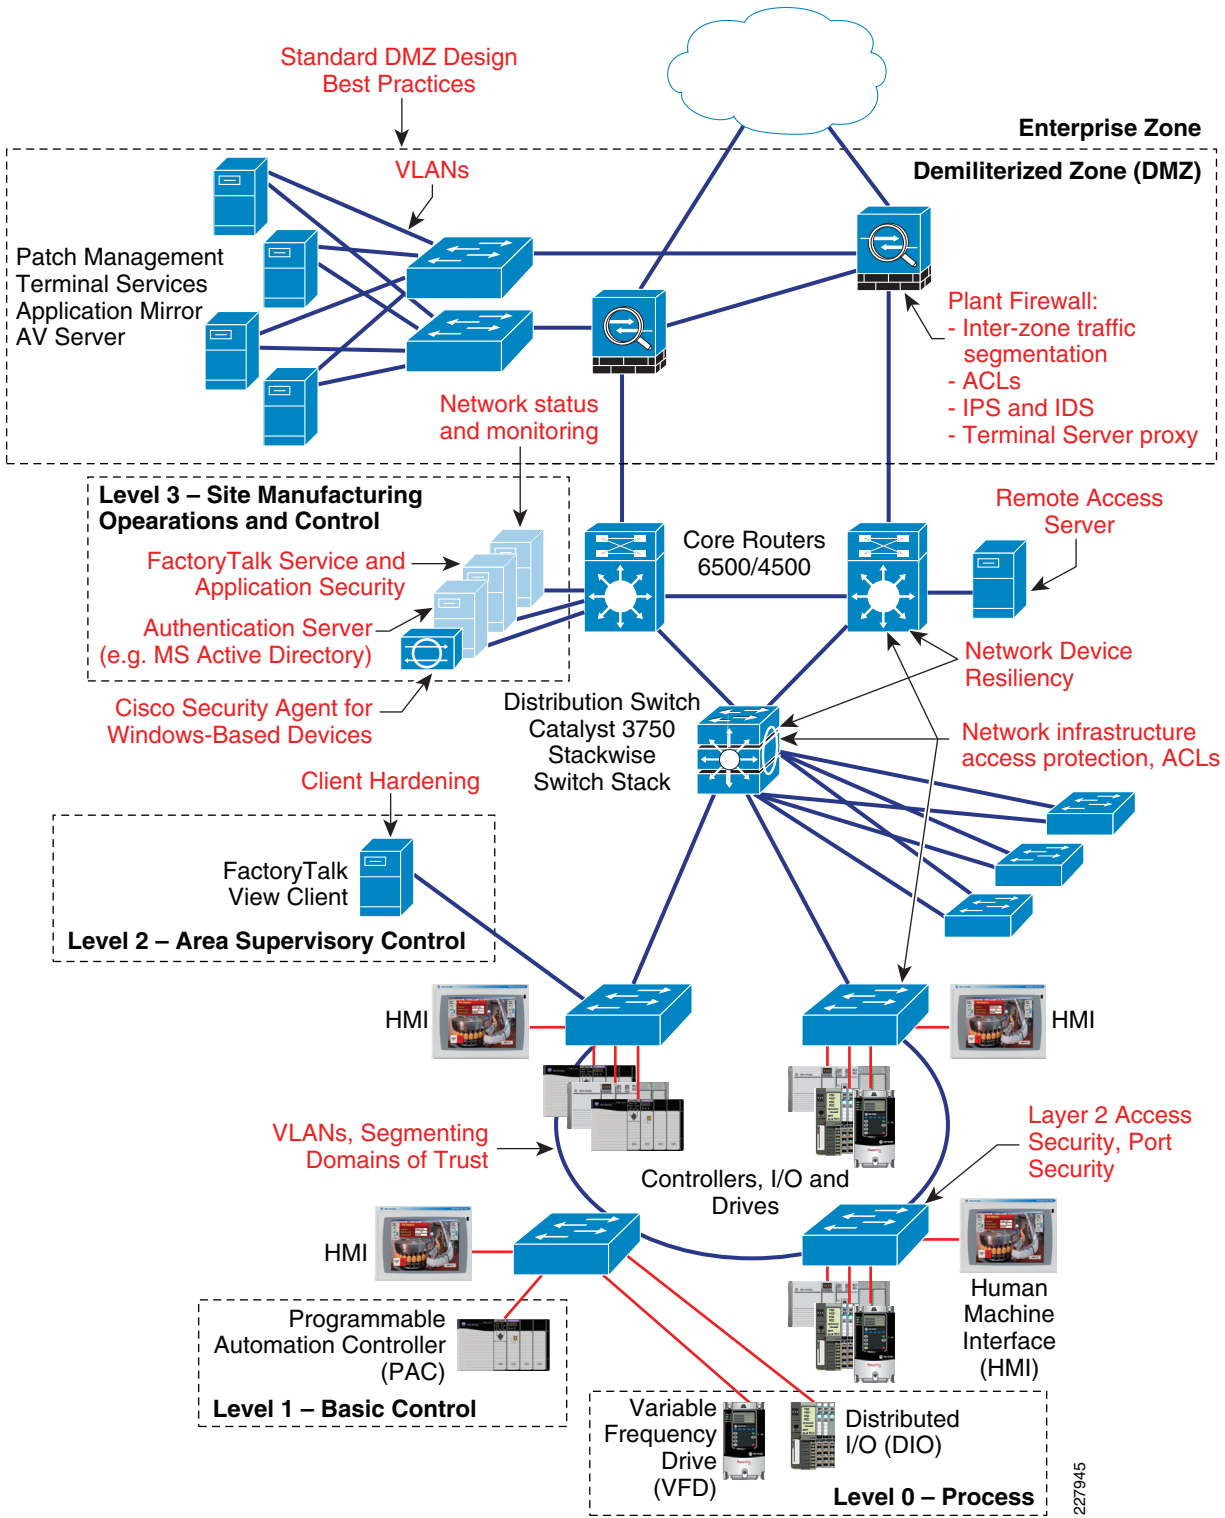 Standard DMZ Design
Best Practices
Enterprise Zone
Demiliterized Zone (DMZ)
VLANs
Patch Management
Terminal Services
Application Mirror
AV Server
Plant Firewall:
- Inter-zone traffic
segmentation
- ACLs
- IPS and IDS
- Terminal Server proxy
Network status
and monitoring
Level 3 – Site Manufacturing
Opearations and Control
Remote Access
Server
Core Routers
6500/4500
FactoryTalk Service and
Application Security
Authentication Server
(e.g. MS Active Directory)
Network Device
Resiliency
Cisco Security Agent for
Windows-Based Devices
Distribution Switch
Catalyst 3750
Stackwise
Switch Stack
Network infrastructure
access protection, ACLs
Client Hardening
FactoryTalk
View Client
Level 2 – Area Supervisory Control
HMI
HMI
VLANs, Segmenting
Domains of Trust
Layer 2 Access
Security, Port
Security
Controllers, I/O and
Drives
HMI
Human
Machine
Interface
(HMI)
Programmable
Automation Controller
(PAC)
Level 1 – Basic Control
Variable
Frequency
Drive
(VFD)
Distributed
I/O (DIO)
Level 0 – Process
227945